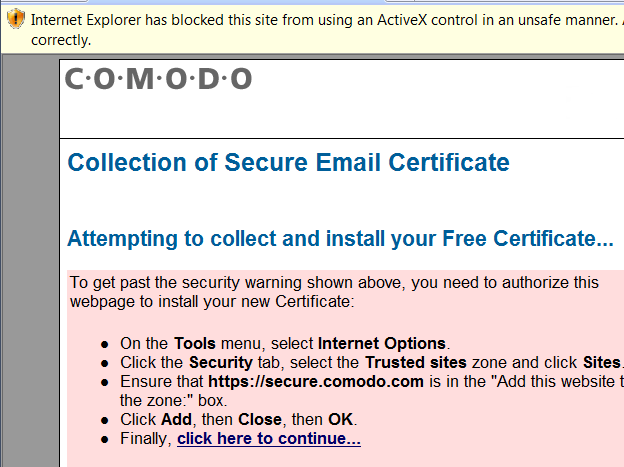 Internet Explorer has blocked this site from using an ActiveX control in an unsafe manner.
correctly.
C·O·M·O·D·O
Collection of Secure Email Certificate
Attempting to collect and install your Free Certificate...
To get past the security warning shown above, you need to authorize this
webpage to install your new Certificate:
● On the Tools menu, select Internet Options.
● Click the Security tab, select the Trusted sites zone and click Sites.
● Ensure that https://secure.comodo.com is in the "Add this website t
the zone:" box.
● Click Add, then Close, then OK.
● Finally, click here to continue...